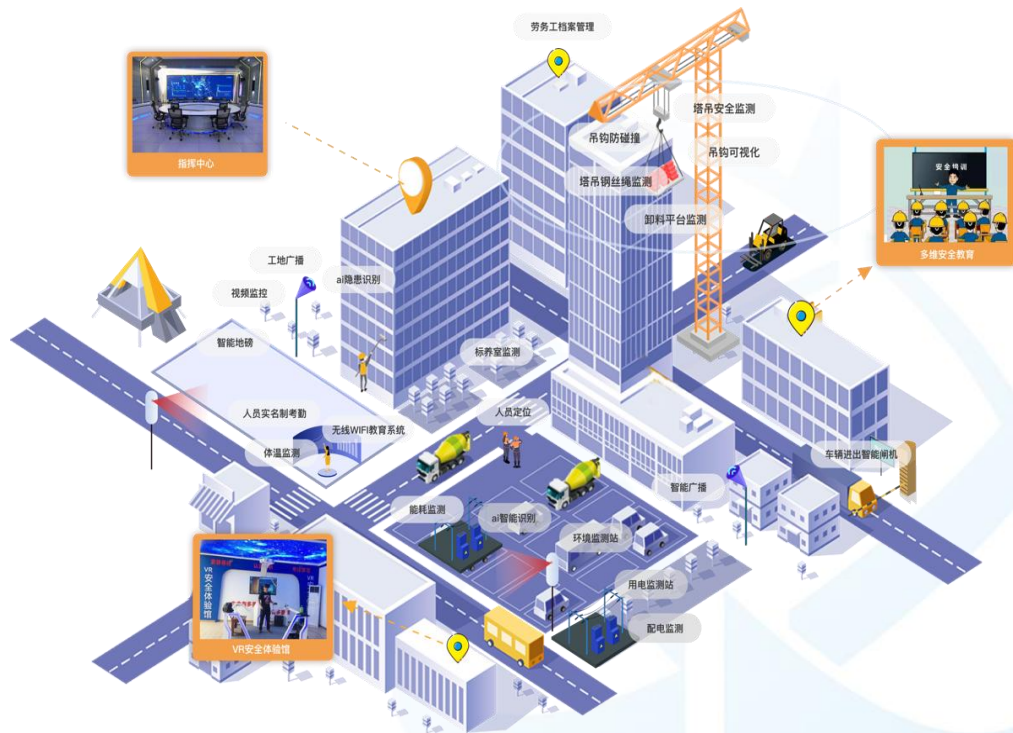 劳务工档案管理
指挥中心
塔吊安全监测
吊钩防碰撞
吊钩可视化
塔吊钢丝绳监测
卸料平台监测
安全培训
多维安全教育
工地广播
ai隐患识别
视频监控
智能地磅
标养室监测
人员实名制考勤
无线WIFI教育系统
人员定位
体温监测
车辆进出智能闸机
智能广播
能耗监测
ai智能识别
环境监测站
用电监测站
配电监测
VR安全体验馆
VR安全体验馆